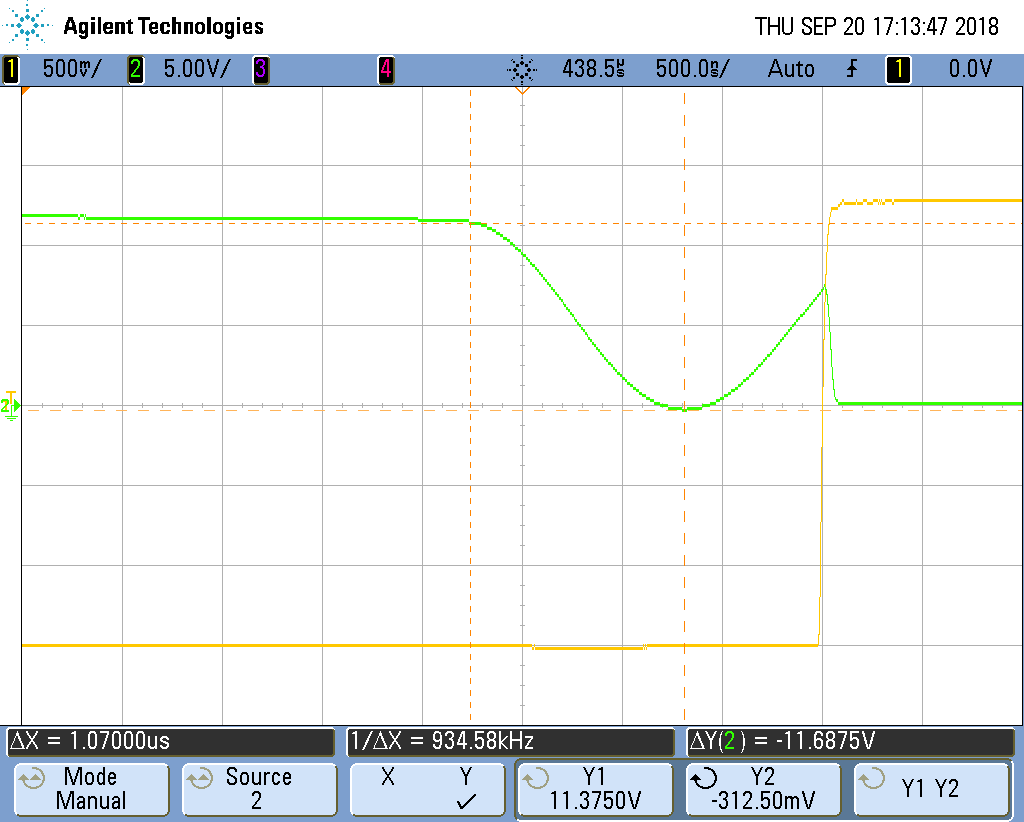 Agilent Technologies THU SEP 20 17:13:47 2018
1 500m̌/ 2 5.00V/ 3 4 438.5µs 500.0ns/ Auto 1 0.0V
2
ΔX = 1.07000us 1/ΔX = 934.58kHz ΔY(2) = -11.6875V
Mode Source X Y Y1 Y2 Y1 Y2
Manual 2 ✓ 11.3750V -312.50mV